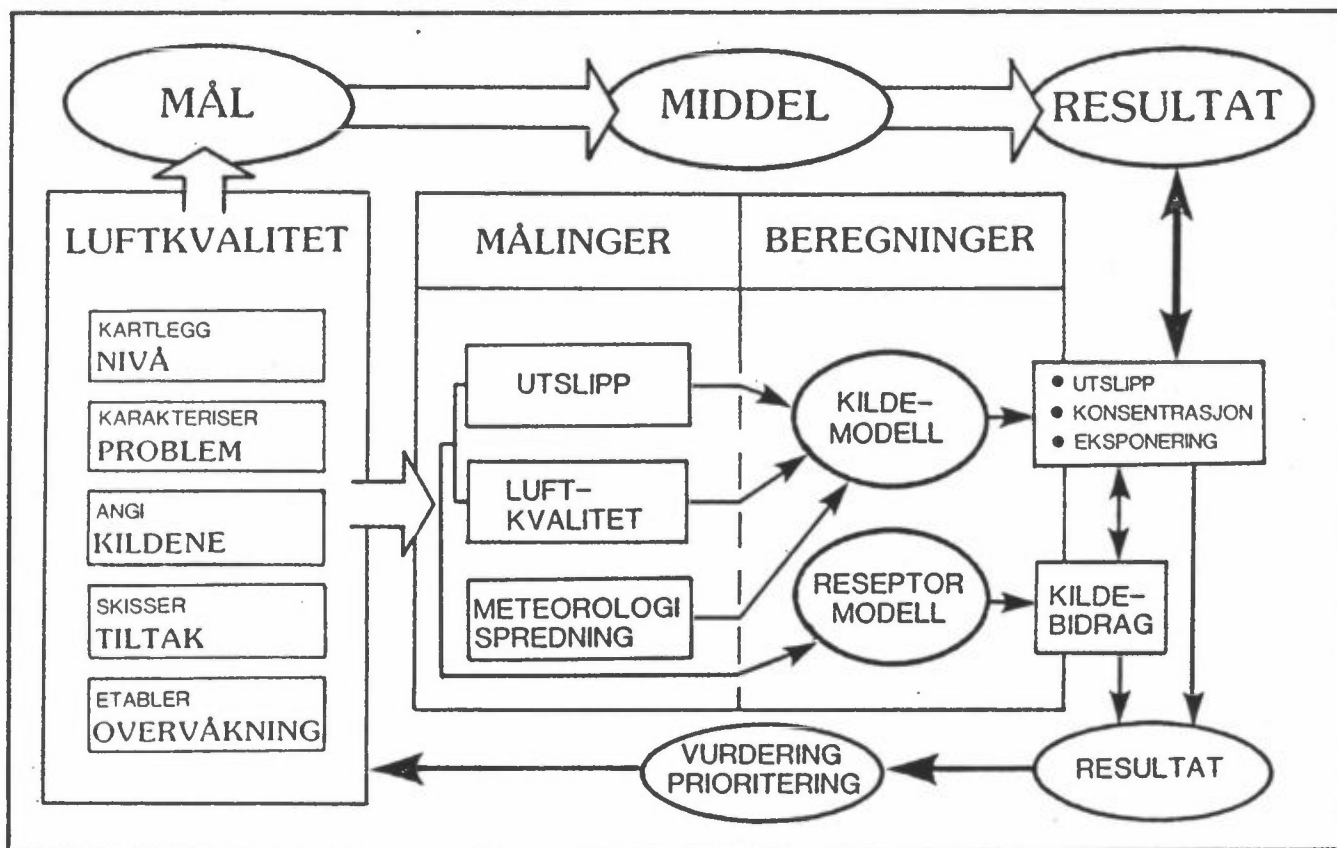 MÅL
MIDDEL
RESULTAT
LUFTKVALITET
KARTLEGG
NIVÅ
KARAKTERISER
PROBLEM
ANGI
KILDENE
SKISSER
TILTAK
ETABLER
OVERVÅKNING
MÅLINGER
BEREGNINGER
UTSLIPP
LUFT-
KVALITET
METEOROLOGI
SPREDNING
KILDE-
MODELL
RESEPTOR
MODELL
• UTSLIPP
• KONSENTRASJON
• EKSPONERING
KILDE-
BIDRAG
VURDERING
PRIORITERING
RESULTAT